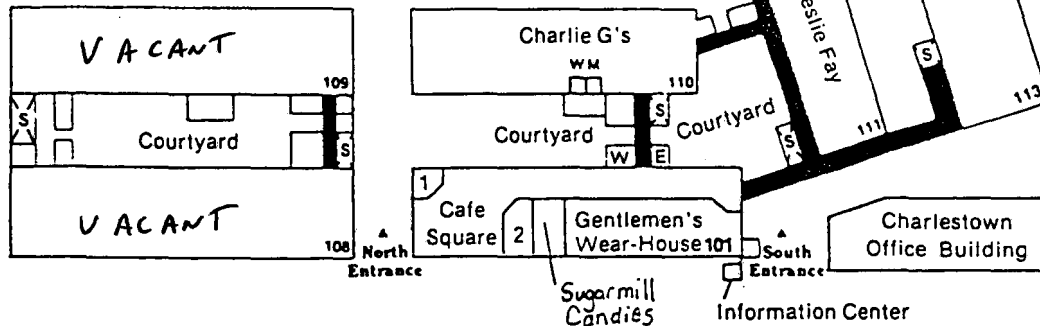 VACANT
109
S
Courtyard
S
VACANT
108
North
Entrance
Charlie G's
W M
110
S
Courtyard
W
E
1
Cafe
Square
2
Gentlemen's
Wear-House 101
Sugarmill
Candies
Information Center
South
Entrance
Courtyard
S
Fay
111
S
113
Charlestown
Office Building